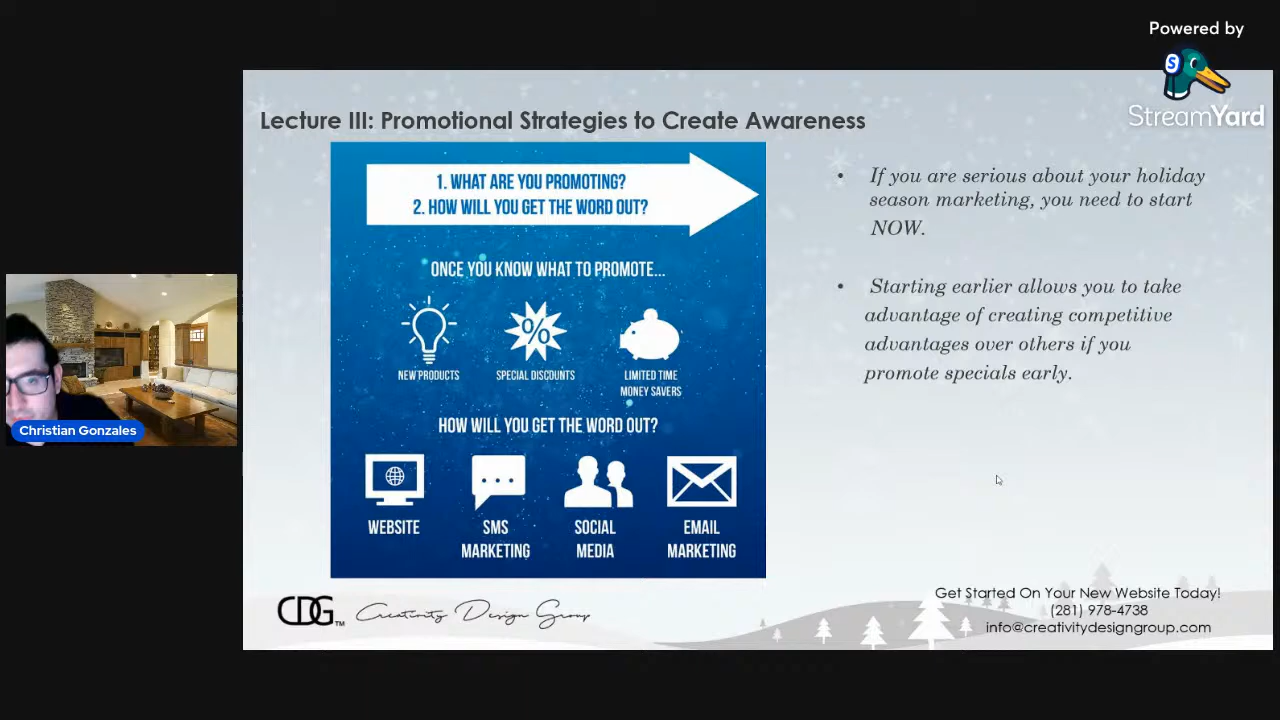 Powered by
StreamYard
Lecture III: Promotional Strategies to Create Awareness
1. WHAT ARE YOU PROMOTING?
2. HOW WILL YOU GET THE WORD OUT?
ONCE YOU KNOW WHAT TO PROMOTE...
%
NEW PRODUCTS
SPECIAL DISCOUNTS
LIMITED TIME
MONEY SAVERS
HOW WILL YOU GET THE WORD OUT?
WEBSITE
SMS
MARKETING
SOCIAL
MEDIA
EMAIL
MARKETING
• If you are serious about your holiday
season marketing, you need to start
NOW.
• Starting earlier allows you to take
advantage of creating competitive
advantages over others if you
promote specials early.
Christian Gonzales
CDG™ Creativity Design Group
Get Started On Your New Website Today!
(281) 978-4738
info@creativitydesigngroup.com